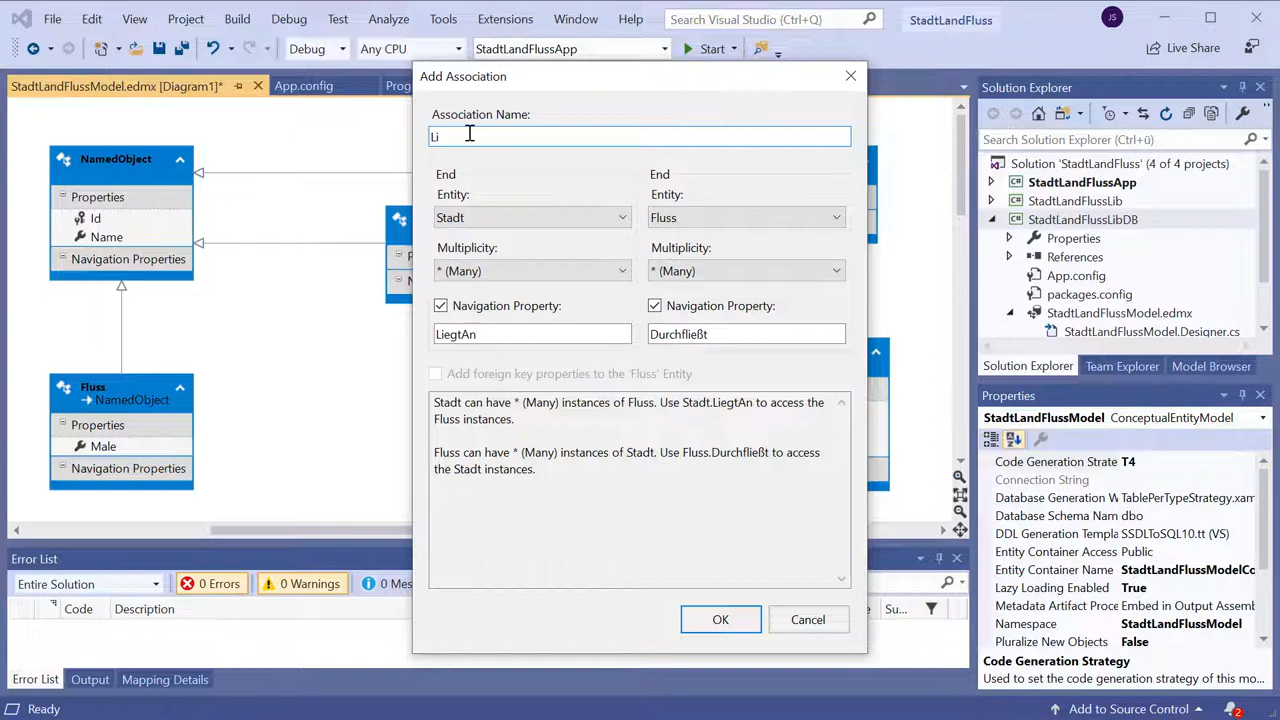 File Edit View Project Build Debug Test Analyze Tools Extensions Window Help Search Visual Studio (Ctrl+Q) StadtLandFluss JS
Debug Any CPU StadtLandFlussApp Start Live Share
StadtLandFlussModel.edmx [Diagram1]* App.config Prog
Add Association
Solution Explorer
Association Name:
Li
Search Solution Explorer (Ctrl+ü)
NamedObject
Properties
Id
Name
Navigation Properties
Fluss
NamedObject
Properties
Male
Navigation Properties
End End
Entity: Entity:
Stadt Fluss
Multiplicity: Multiplicity:
* (Many) * (Many)
Navigation Property: Navigation Property:
LiegtAn Durchfließt
Add foreign key properties to the 'Fluss' Entity
Stadt can have * (Many) instances of Fluss. Use Stadt.LiegtAn to access the
Fluss instances.
Fluss can have * (Many) instances of Stadt. Use Fluss.Durchfließt to access
the Stadt instances.
OK Cancel
Solution 'StadtLandFluss' (4 of 4 projects)
StadtLandFlussApp
StadtLandFlussLib
StadtLandFlussLibDB
Properties
References
App.config
packages.config
StadtLandFlussModel.edmx
StadtLandFlussModel.Designer.cs
Solution Explorer Team Explorer Model Browser
Properties
StadtLandFlussModel ConceptualEntityModel
Code Generation Strate T4
Connection String
Database Generation W TablePerTypeStrategy.xam
Database Schema Nam dbo
DDL Generation Templa SSDLToSQL10.tt (VS)
Entity Container Access Public
Entity Container Name StadtLandFlussModelCo
Lazy Loading Enabled True
Metadata Artifact Proce Embed in Output Assemb
Namespace StadtLandFlussModel
Pluralize New Objects False
Code Generation Strategy
Used to set the code generation strategy of this mo...
Error List
Entire Solution 0 Errors 0 Warnings 0 Mes
Code Description Su...
Error List Output Mapping Details
Ready Add to Source Control 2